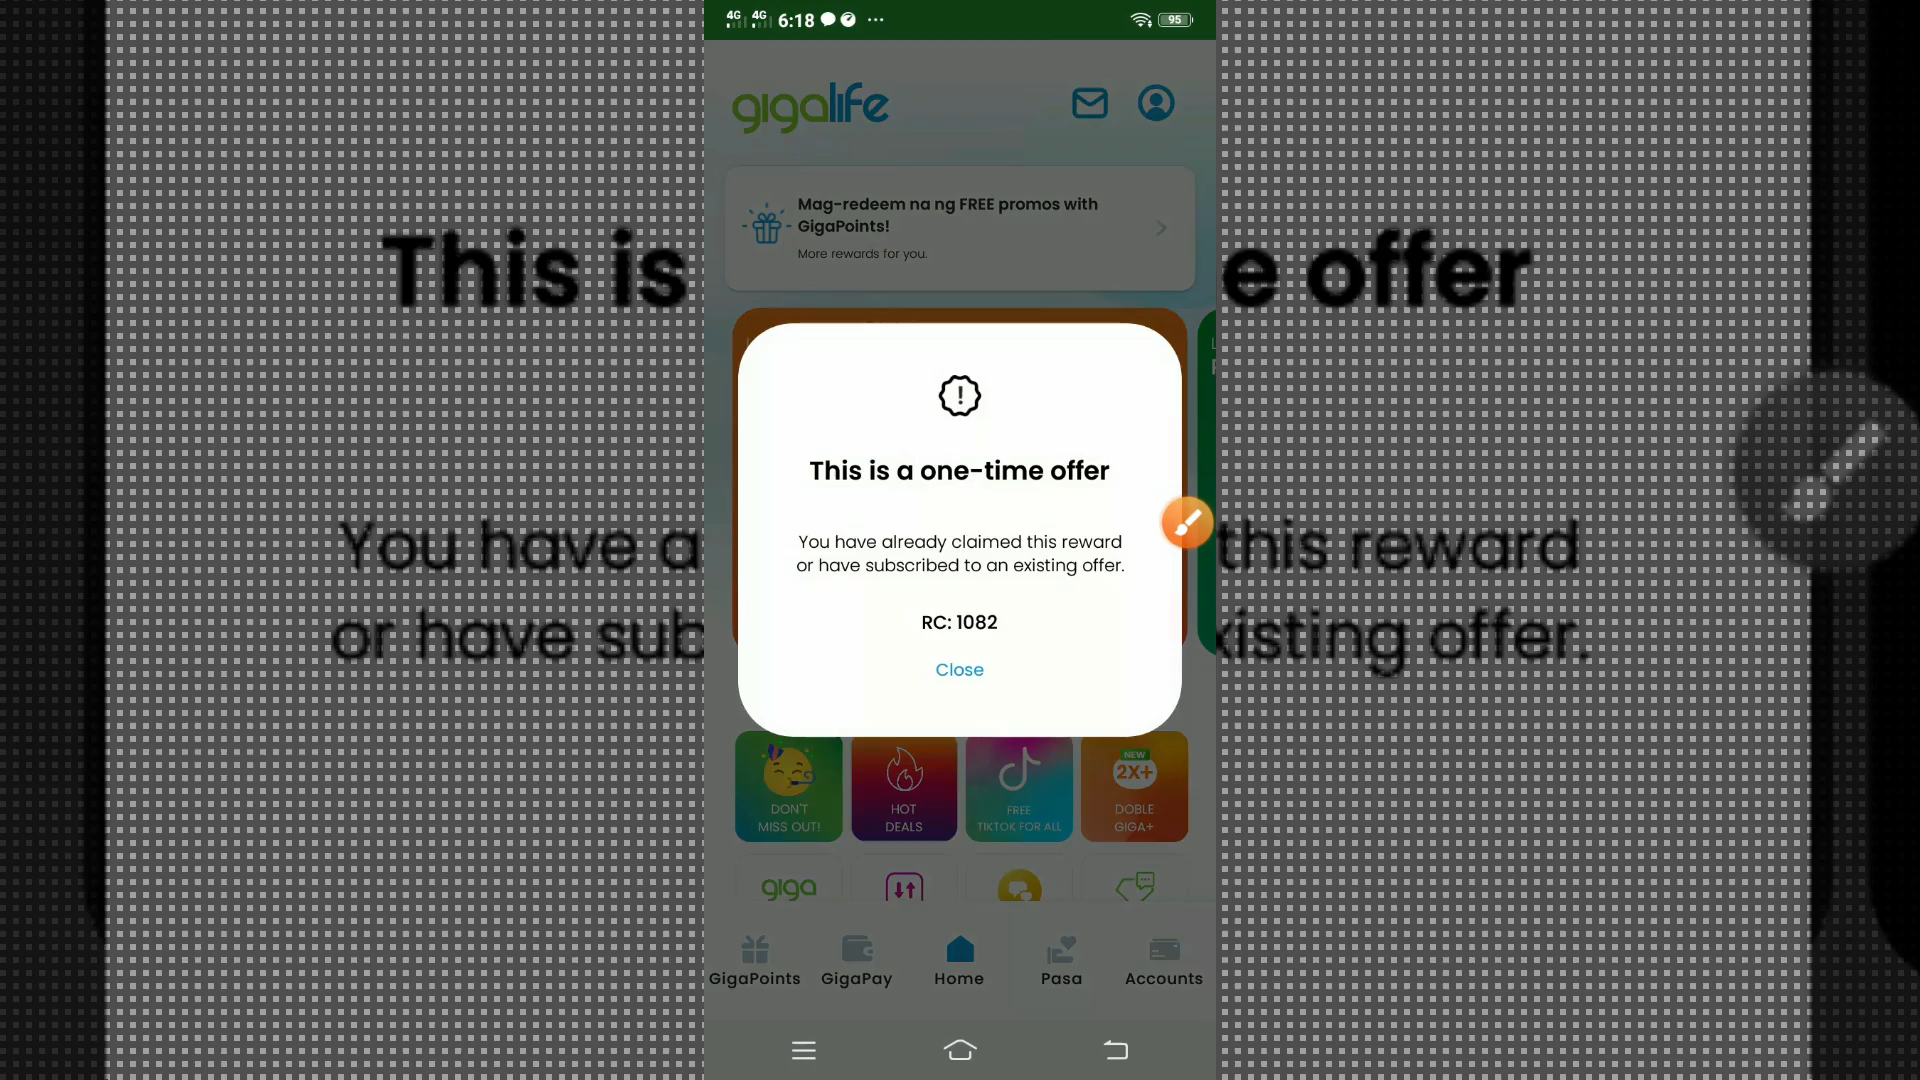 4G 4G 6:18 95
gigalife
Mag-redeem na ng FREE promos with
GigaPoints!
More rewards for you.
This is
e offer
This is a one-time offer
You have a
this reward
or have sub
xisting offer.
You have already claimed this reward
or have subscribed to an existing offer.
RC: 1082
Close
DON'T
MISS OUT!
HOT
DEALS
FREE
TIKTOK FOR ALL
NEW
2X+
DOBLE
GIGA+
giga
GigaPoints
GigaPay
Home
Pasa
Accounts